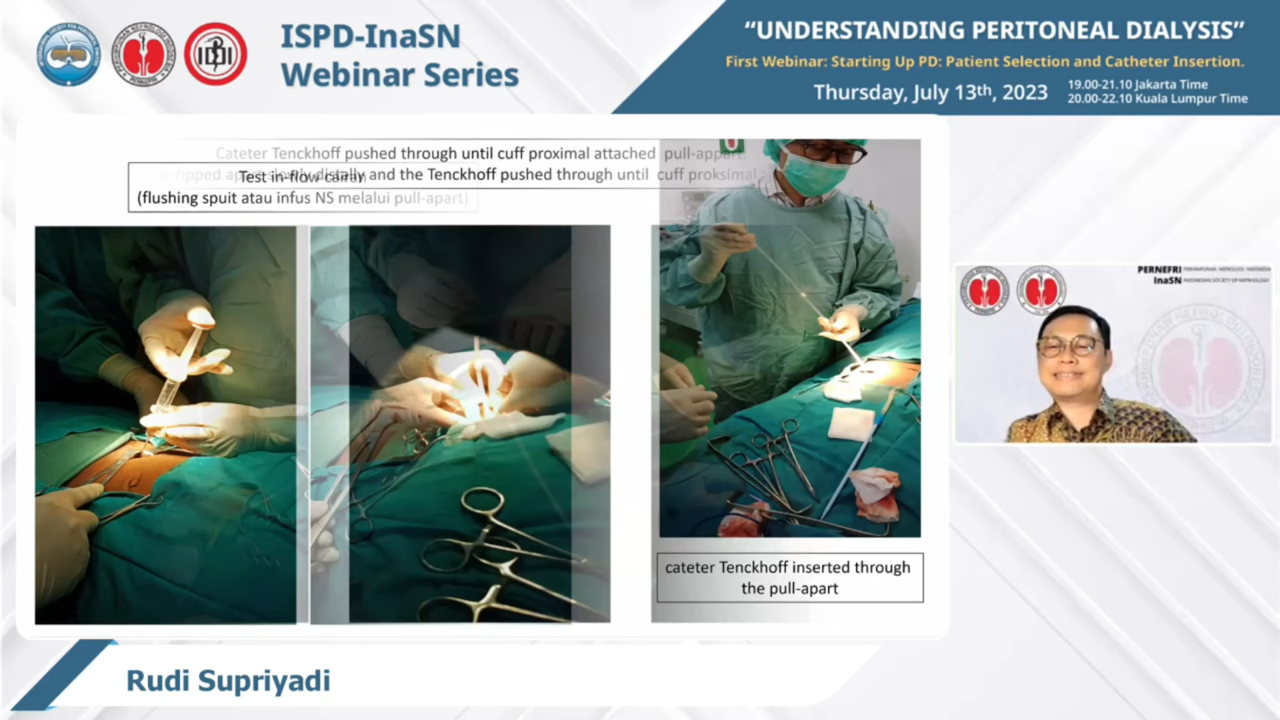 ISPD-InaSN
Webinar Series
“UNDERSTANDING PERITONEAL DIALYSIS”
First Webinar: Starting Up PD: Patient Selection and Catheter Insertion.
Thursday, July 13th, 2023
19.00-21.10 Jakarta Time
20.00-22.10 Kuala Lumpur Time
Cateter Tenckhoff pushed through until cuff proximal attached pull-appart.
ripped apart slowly distally and the Tenckhoff pushed through until cuff proksimal
Test in-flow cairan
(flushing spuit atau infus NS melalui pull-apart)
cateter Tenckhoff inserted through
the pull-apart
PERNEFRI PERHIMPUNAN NEFROLOGI INDONESIA
InaSN INDONESIAN SOCIETY OF NEPHROLOGY
Rudi Supriyadi